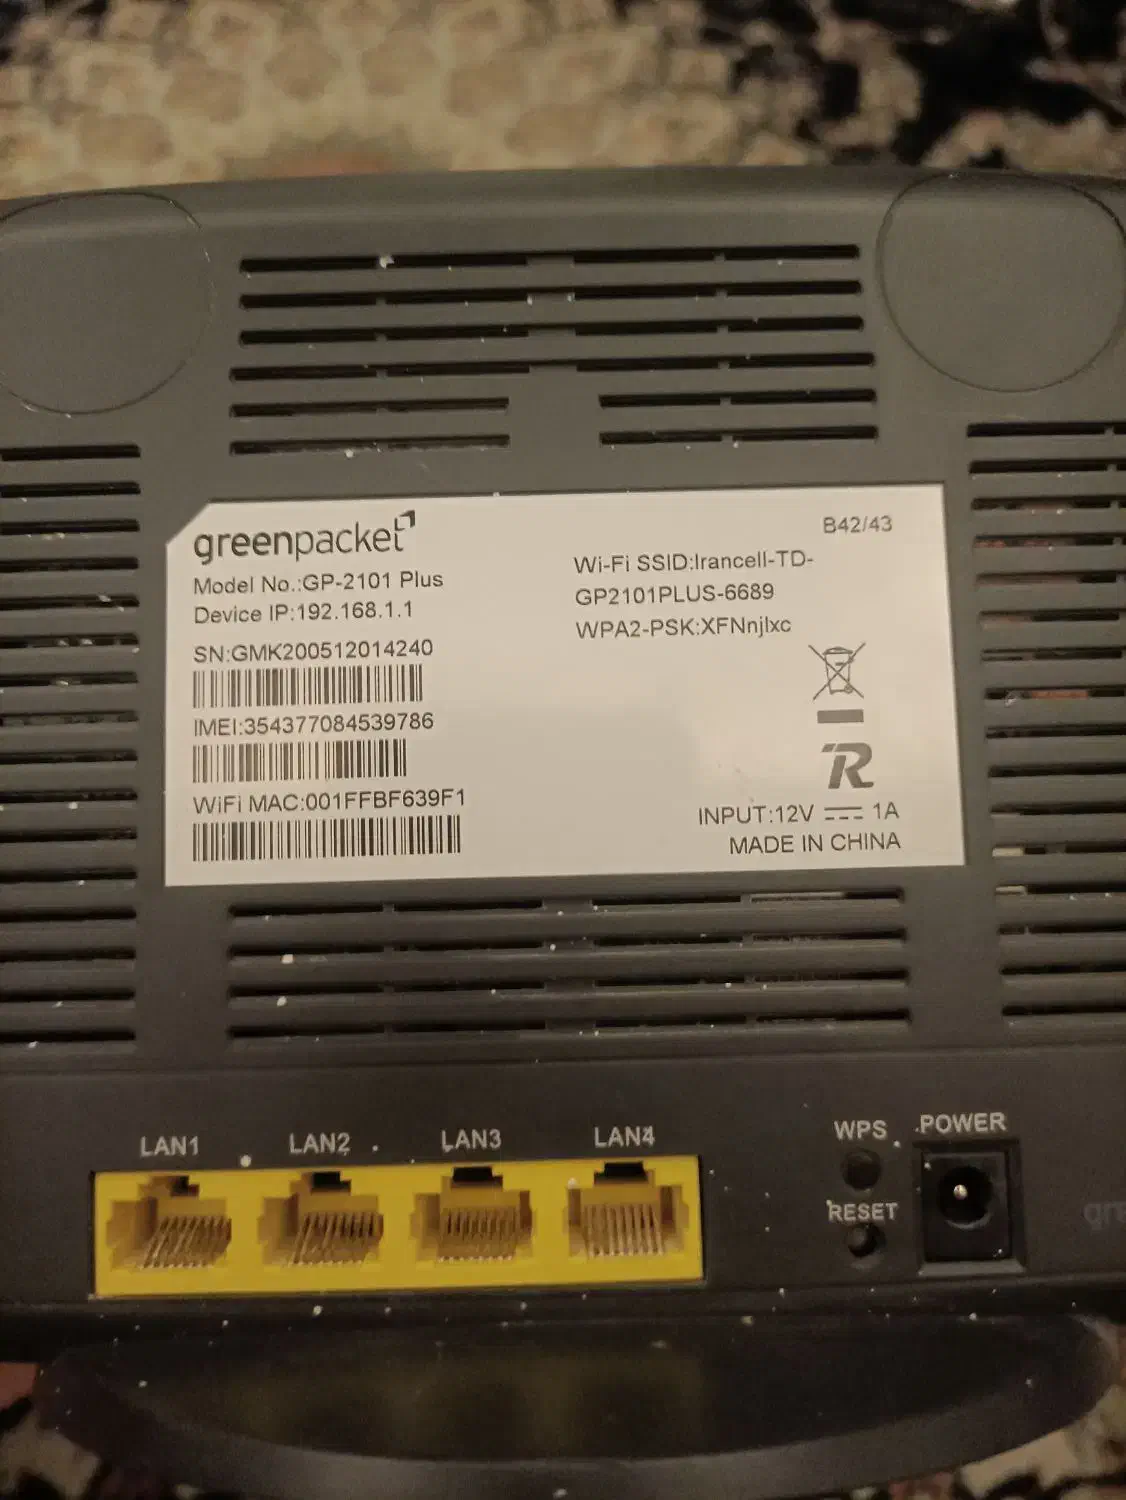 greenpacket
Model No.:GP-2101 Plus
Device IP:192.168.1.1
SN:GMK200512014240
IMEI:354377084539786
WiFi MAC:001FFBF639F1
B42/43
Wi-Fi SSID:Irancell-TD-
GP2101PLUS-6689
WPA2-PSK:XFNnjlxc
INPUT:12V ⎓ 1A
MADE IN CHINA
LAN1 LAN2 LAN3 LAN4
WPS POWER
RESET